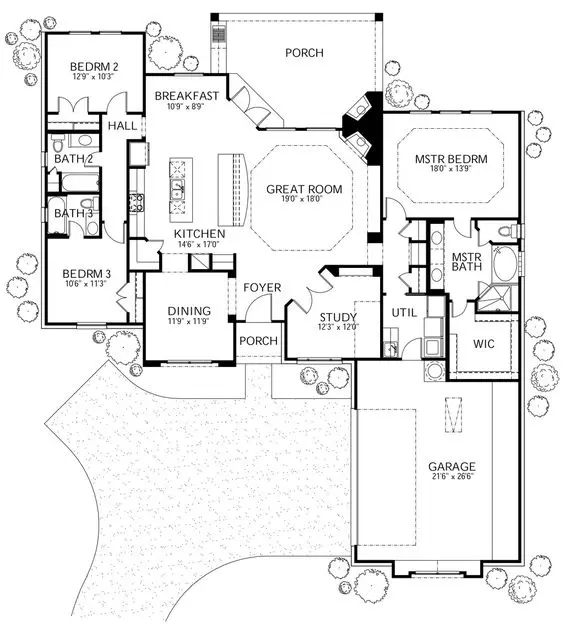 PORCH
BEDRM 2
12'9" x 10'3"
BREAKFAST
10'9" x 8'9"
HALL
BATH 2
MSTR BEDRM
18'0" x 13'9"
GREAT ROOM
19'0" x 18'0"
BATH 3
KITCHEN
14'6" x 17'0"
MSTR
BATH
BEDRM 3
10'6" x 11'3"
FOYER
DINING
11'9" x 11'9"
STUDY
12'3" x 12'0"
UTIL
PORCH
WIC
GARAGE
21'6" x 26'6"